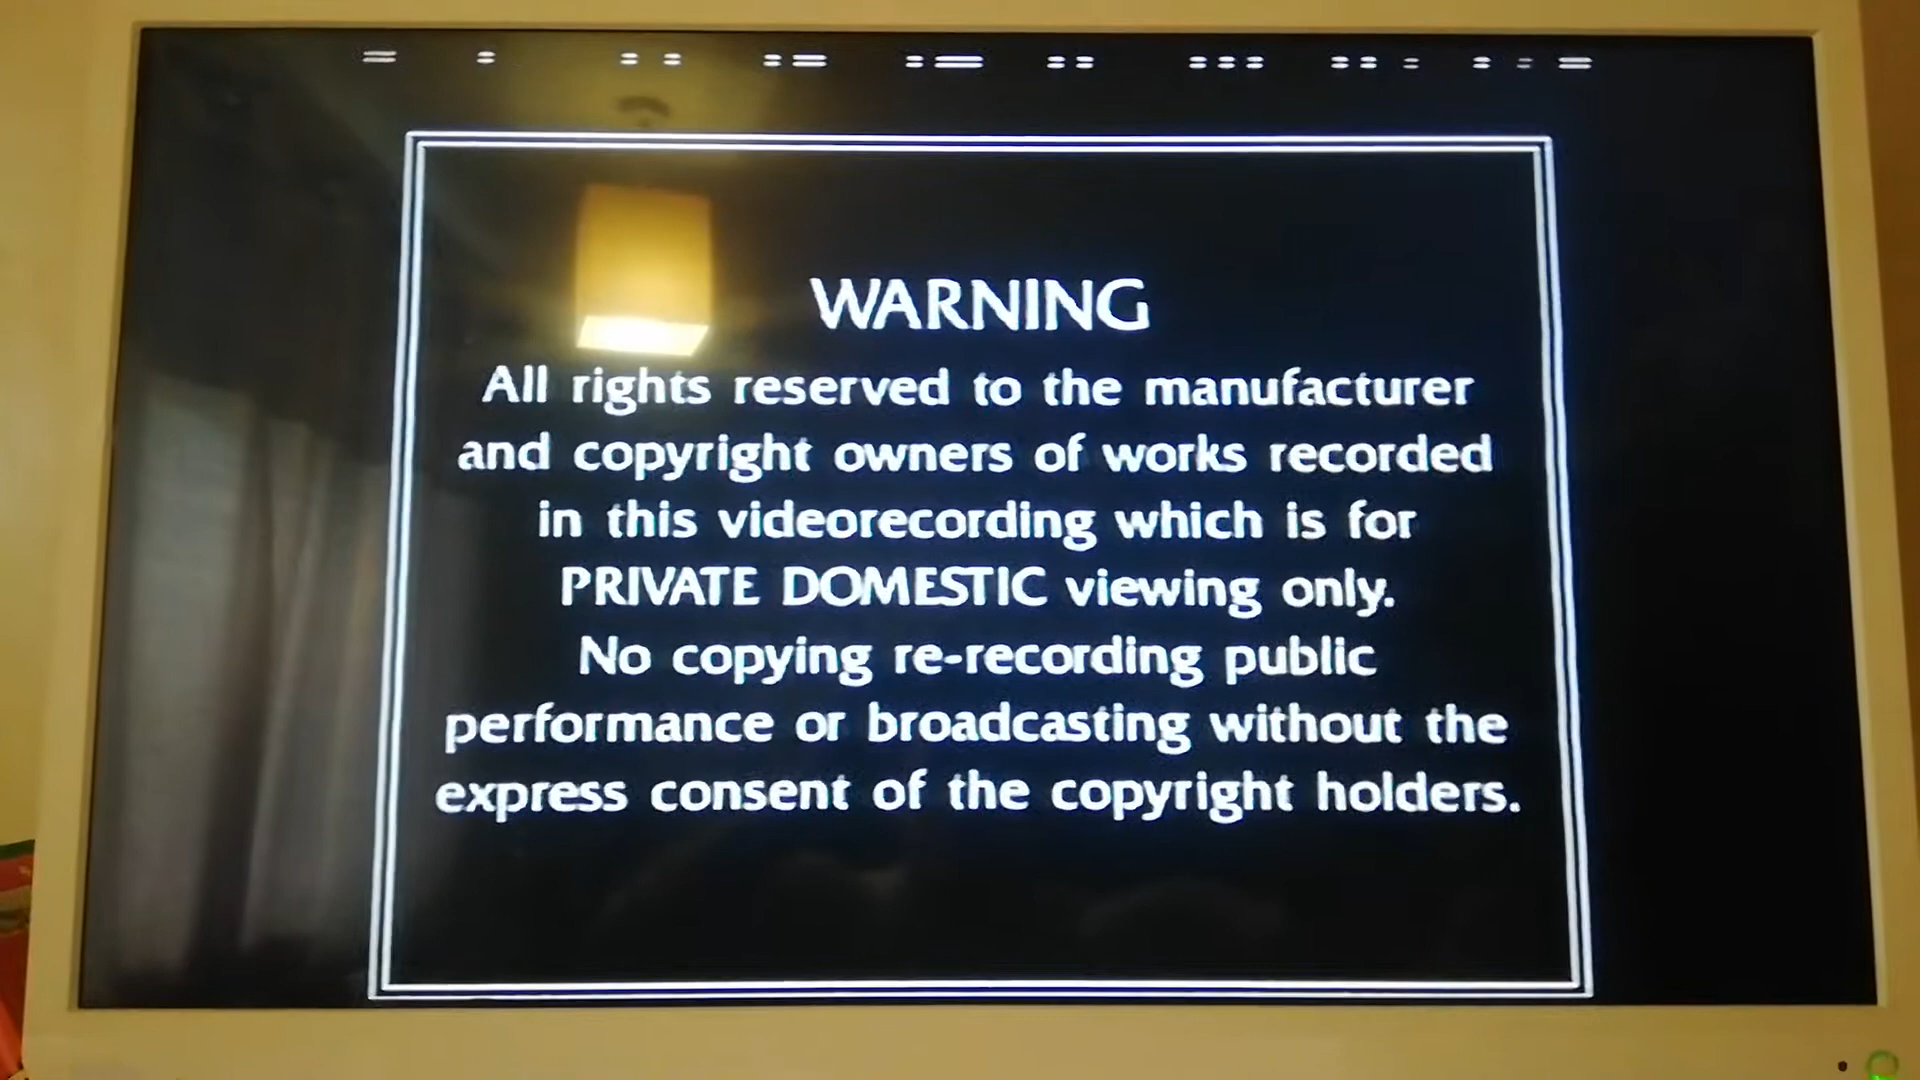 WARNING
All rights reserved to the manufacturer
and copyright owners of works recorded
in this videorecording which is for
PRIVATE DOMESTIC viewing only.
No copying re-recording public
performance or broadcasting without the
express consent of the copyright holders.